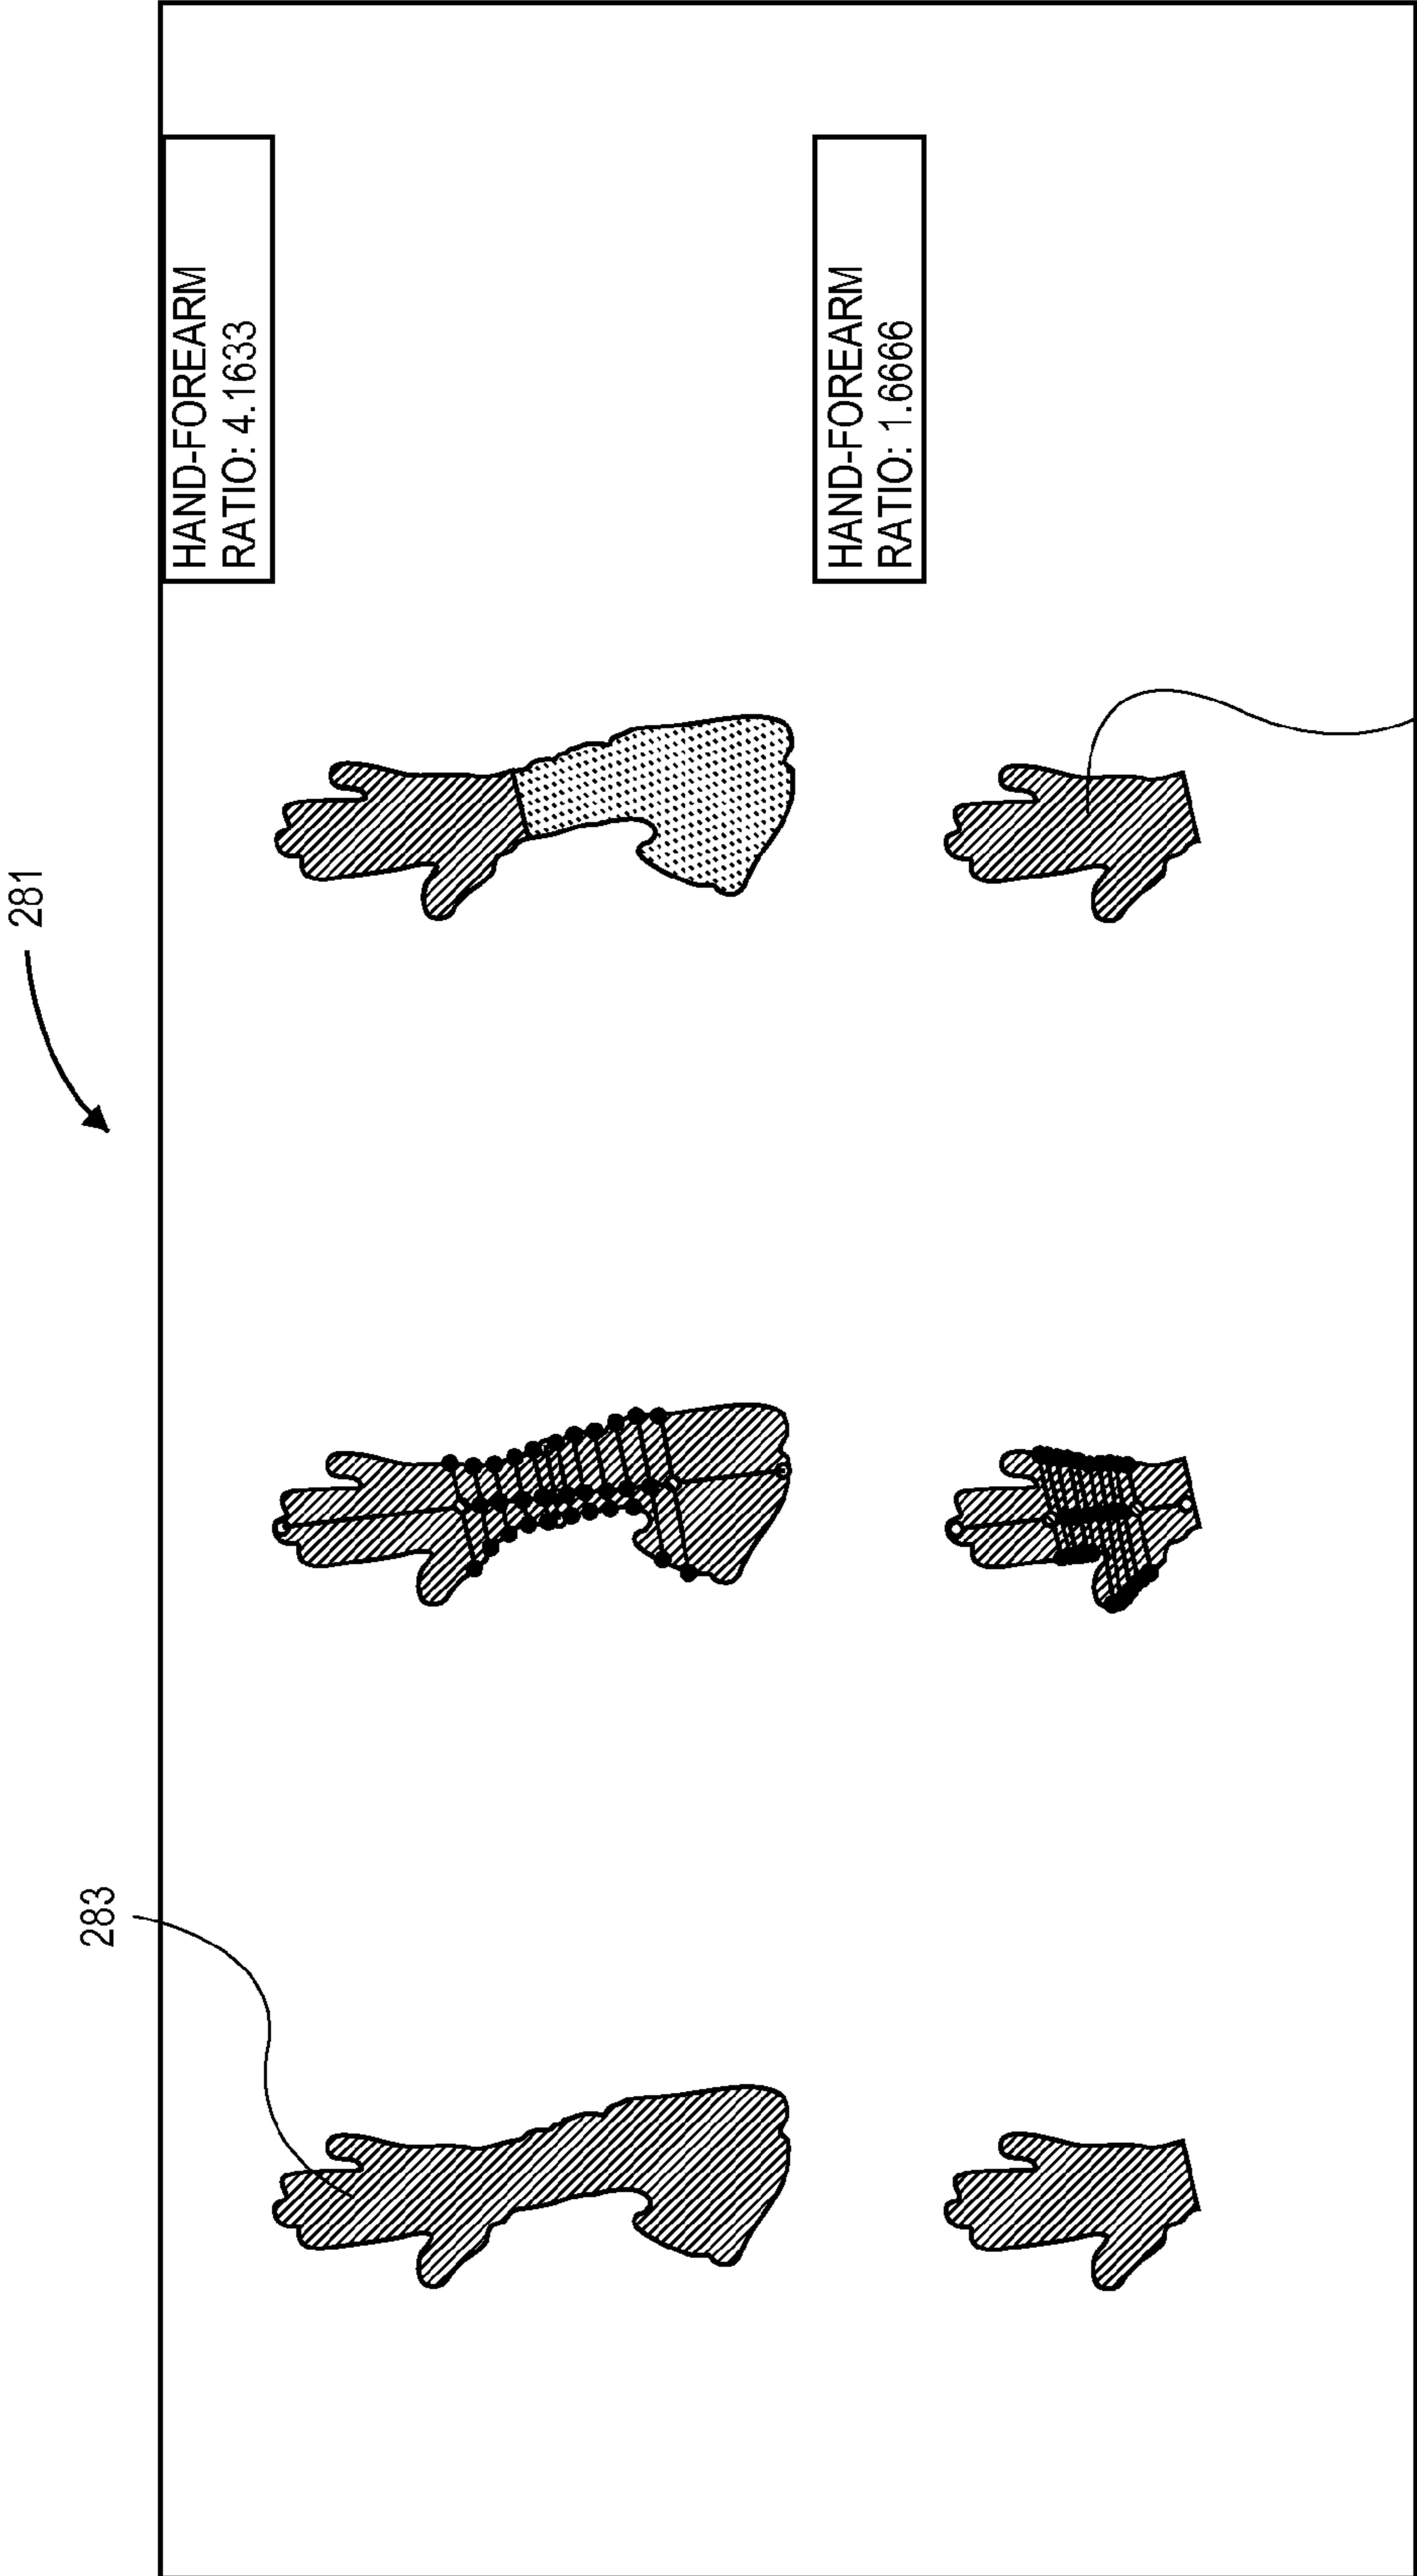 281
283
HAND-FOREARM
RATIO: 4.1633
HAND-FOREARM
RATIO: 1.6666